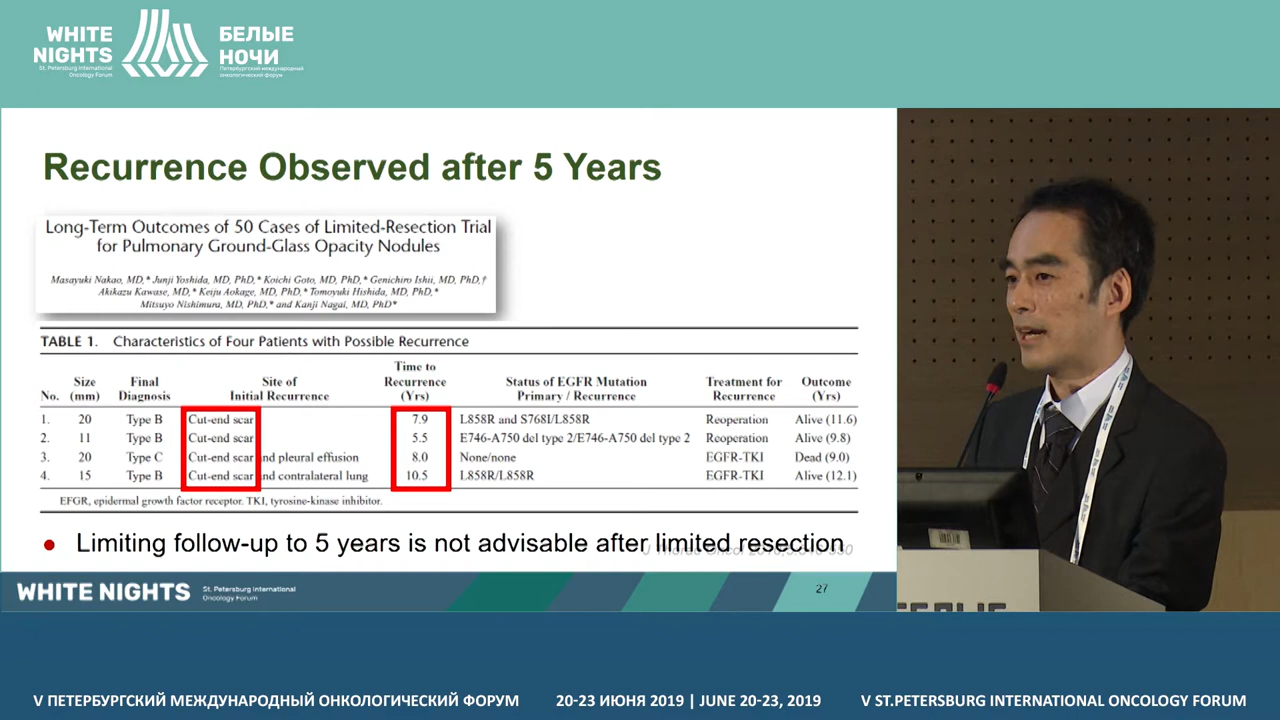 WHITE
NIGHTS
St. Petersburg International
Oncology Forum
БЕЛЫЕ
НОЧИ
Петербургский международный
онкологический форум
Recurrence Observed after 5 Years
Long-Term Outcomes of 50 Cases of Limited-Resection Trial
for Pulmonary Ground-Glass Opacity Nodules
Masayuki Nakao, MD,* Junji Yoshida, MD, PhD,* Koichi Goto, MD, PhD,* Genichiro Ishii, MD, PhD,†
Akikazu Kawase, MD,* Keiju Aokage, MD, PhD,* Tomoyuki Hishida, MD, PhD,*
Mitsuyo Nishimura, MD, PhD,* and Kanji Nagai, MD, PhD*
TABLE 1. Characteristics of Four Patients with Possible Recurrence
No. Size (mm) Final Diagnosis Site of Initial Recurrence Time to Recurrence (Yrs) Status of EGFR Mutation Primary / Recurrence Treatment for Recurrence Outcome (Yrs)
1. 20 Type B Cut-end scar 7.9 L858R and S768I/L858R Reoperation Alive (11.6)
2. 11 Type B Cut-end scar 5.5 E746-A750 del type 2/E746-A750 del type 2 Reoperation Alive (9.8)
3. 20 Type C Cut-end scar and pleural effusion 8.0 None/none EGFR-TKI Dead (9.0)
4. 15 Type B Cut-end scar and contralateral lung 10.5 L858R/L858R EGFR-TKI Alive (12.1)
EFGR, epidermal growth factor receptor. TKI, tyrosine-kinase inhibitor.
• Limiting follow-up to 5 years is not advisable after limited resection
WHITE NIGHTS
St. Petersburg International
Oncology Forum
27
БЕЛЫЕ
V ПЕТЕРБУРГСКИЙ МЕЖДУНАРОДНЫЙ ОНКОЛОГИЧЕСКИЙ ФОРУМ 20-23 ИЮНЯ 2019 | JUNE 20-23, 2019 V ST.PETERSBURG INTERNATIONAL ONCOLOGY FORUM